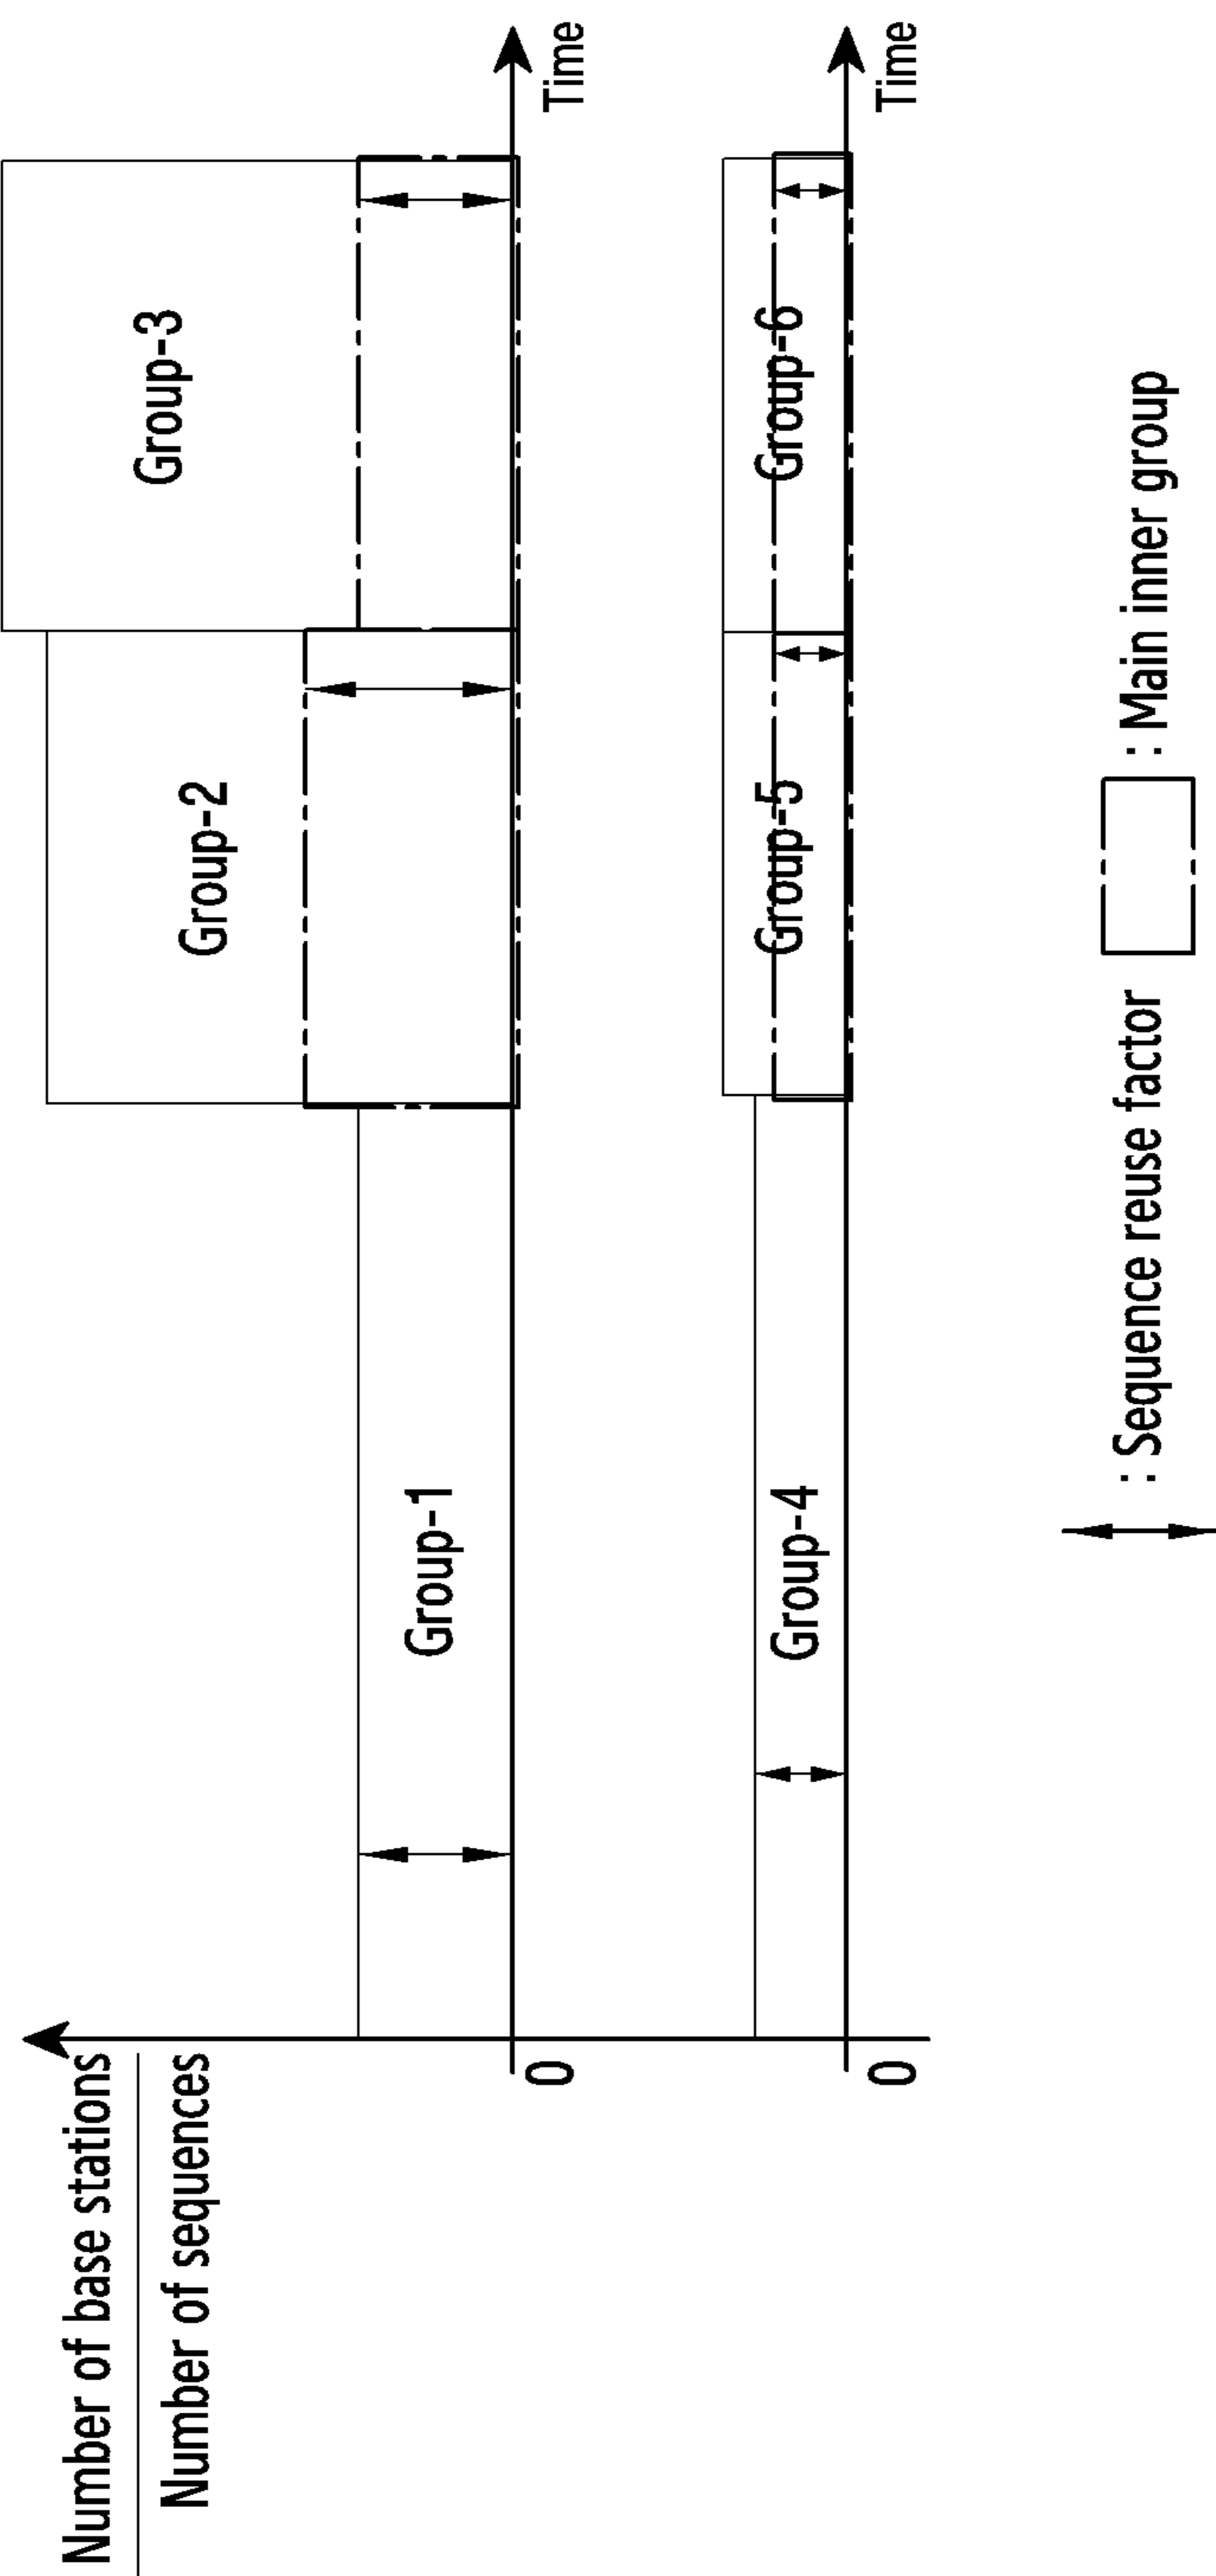 Number of base stations
Number of sequences
Group-1
Group-2
Group-3
0
Time
Group-4
Group-5
Group-6
0
Time
: Sequence reuse factor
: Main inner group